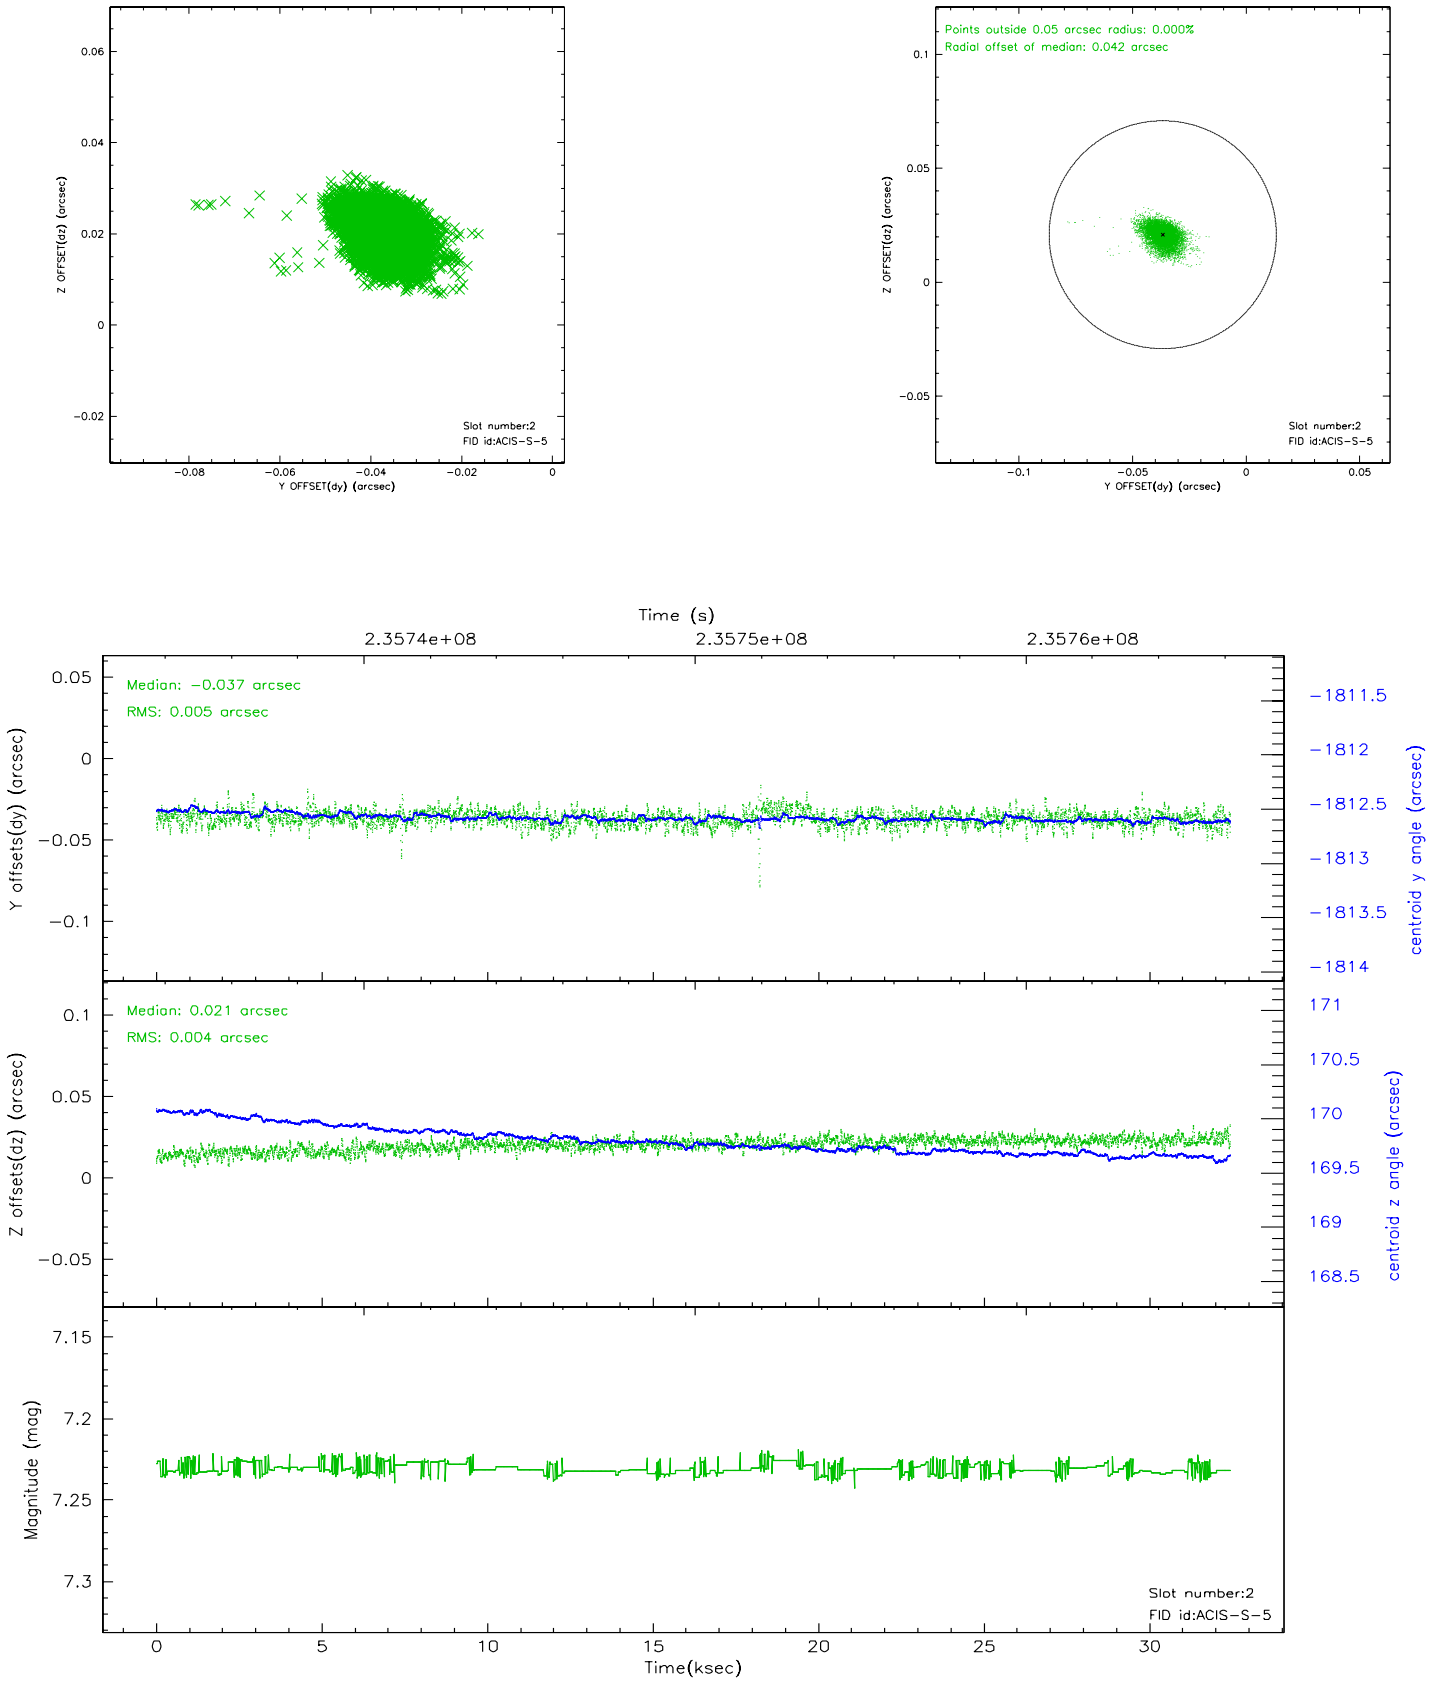 0.06
0.04
0.02
0
−0.02
Z OFFSET(dz) (arcsec)
−0.08
−0.06
−0.04
−0.02
0
Y OFFSET(dy) (arcsec)
Slot number:2
FID id:ACIS−S−5
Points outside 0.05 arcsec radius: 0.000%
Radial offset of median: 0.042 arcsec
0.1
0.05
0
−0.05
Z OFFSET(dz) (arcsec)
−0.1
−0.05
0
0.05
Y OFFSET(dy) (arcsec)
Slot number:2
FID id:ACIS−S−5
Time (s)
2.3574e+08
2.3575e+08
2.3576e+08
Median: −0.037 arcsec
RMS: 0.005 arcsec
0.05
0
−0.05
−0.1
Y offsets(dy) (arcsec)
−1811.5
−1812
−1812.5
−1813
−1813.5
−1814
centroid y angle (arcsec)
Median: 0.021 arcsec
RMS: 0.004 arcsec
0.1
0.05
0
−0.05
Z offsets(dz) (arcsec)
171
170.5
170
169.5
169
168.5
centroid z angle (arcsec)
7.15
7.2
7.25
7.3
Magnitude (mag)
Slot number:2
FID id:ACIS−S−5
0
5
10
15
20
25
30
Time(ksec)